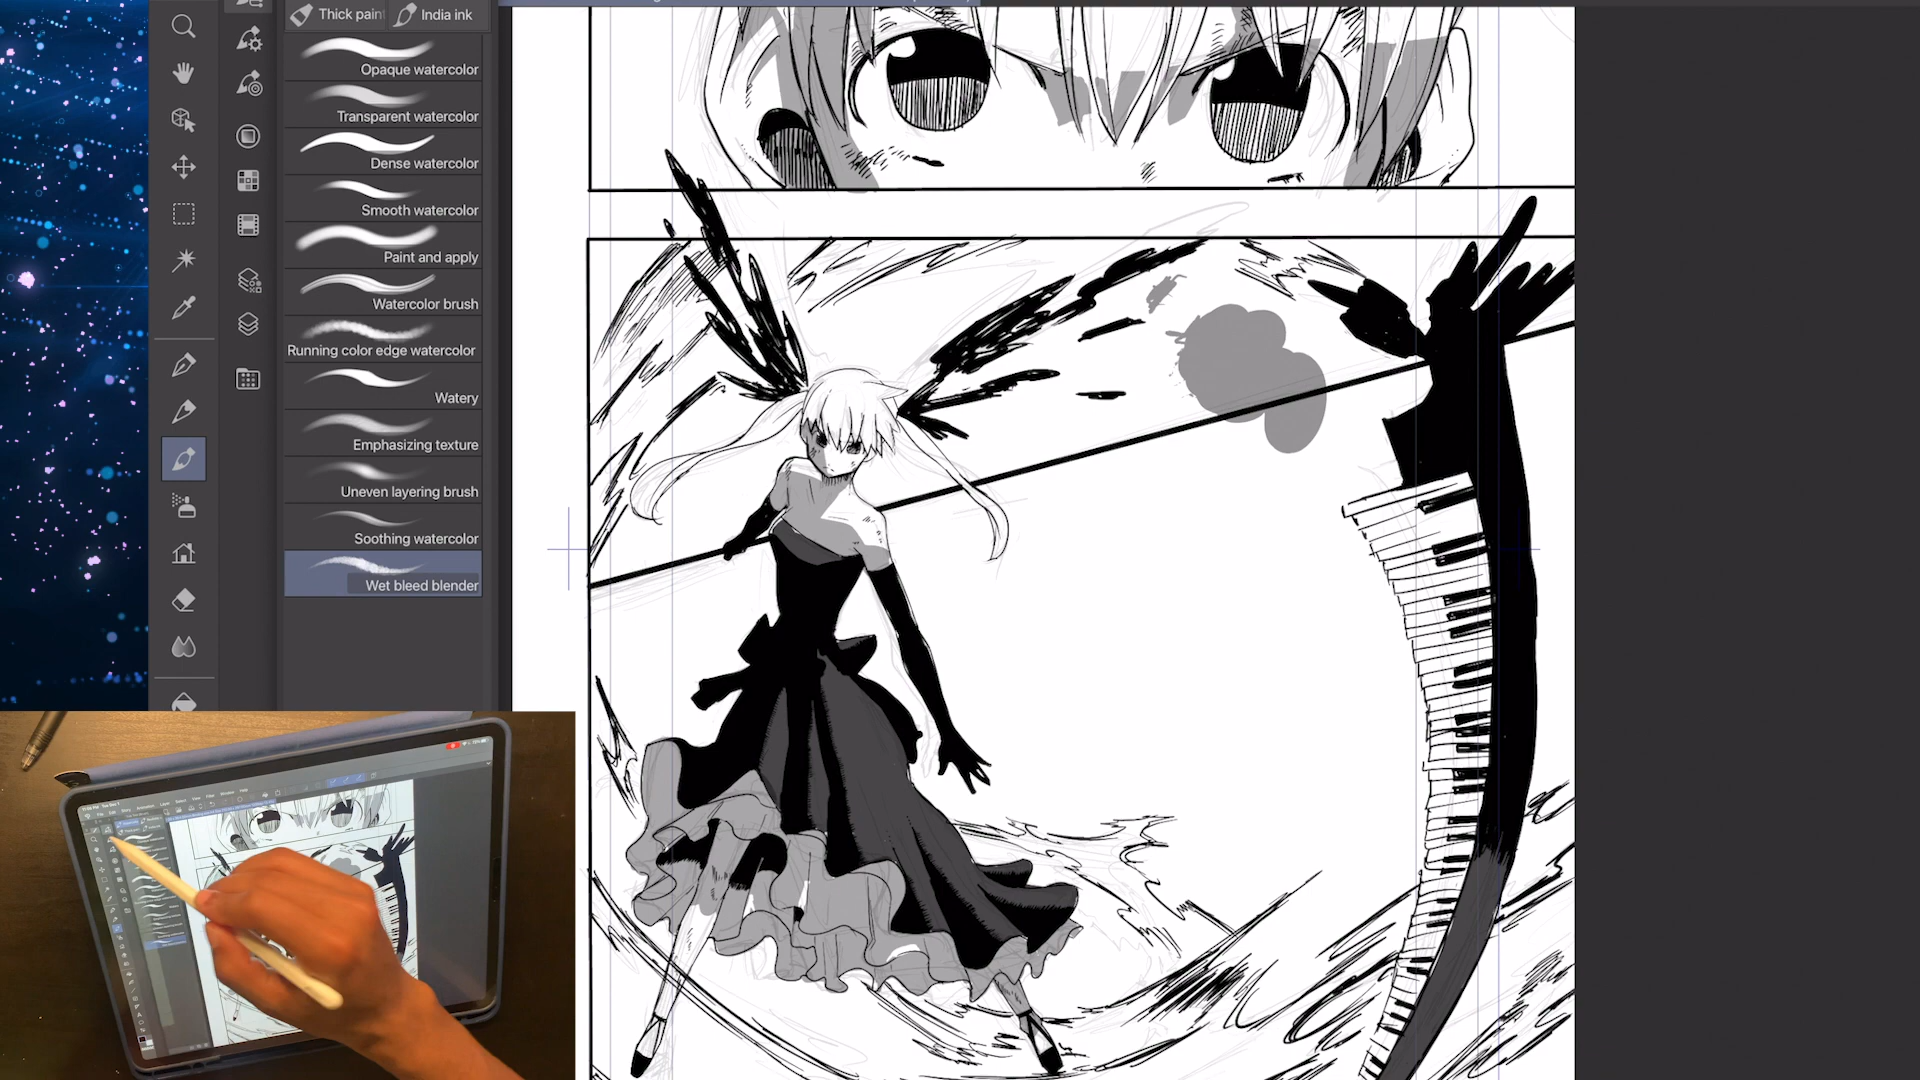 Thick paint
India ink
Opaque watercolor
Transparent watercolor
Dense watercolor
Smooth watercolor
Paint and apply
Watercolor brush
Running color edge watercolor
Watery
Emphasizing texture
Uneven layering brush
Soothing watercolor
Wet bleed blender